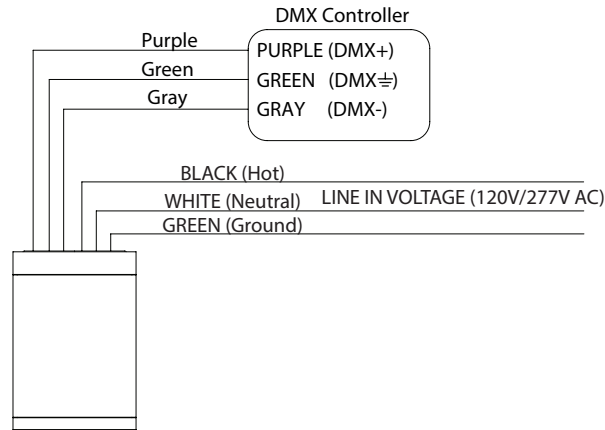 DMX Controller
Purple
PURPLE (DMX+)
Green
GREEN (DMX⏚)
Gray
GRAY (DMX-)
BLACK (Hot)
WHITE (Neutral)
LINE IN VOLTAGE (120V/277V AC)
GREEN (Ground)